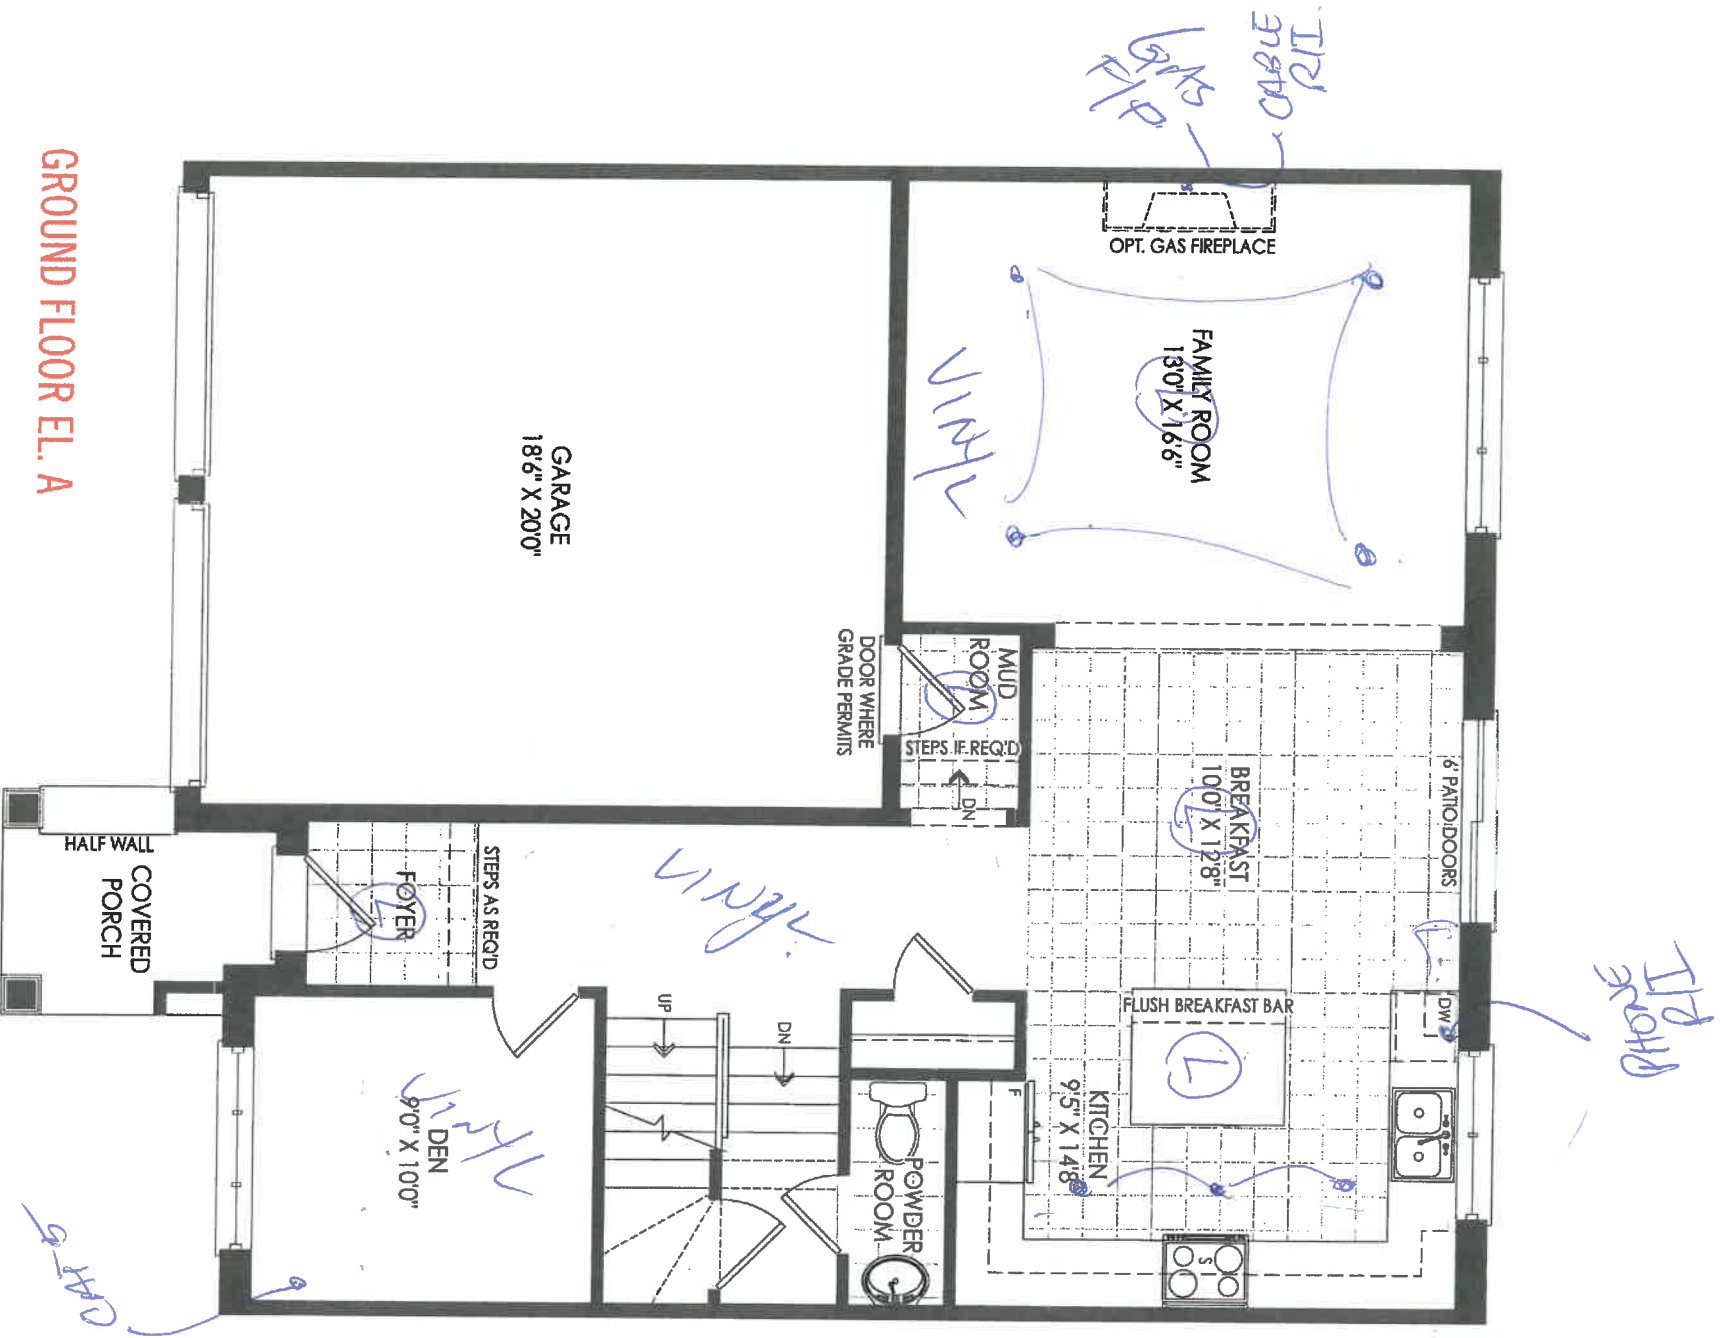 CABLE
R.I.
GAS
F/P
OPT. GAS FIREPLACE
FAMILY ROOM
13'0" X 16'6"
VINYL
GARAGE
18'6" X 20'0"
GROUND FLOOR EL. A
MUD
ROOM
DOOR WHERE
GRADE PERMITS
STEPS IF REQ'D
DN
6' PATIO DOORS
BREAKFAST
10'0" X 12'8"
PHONE
R.I.
DW
FLUSH BREAKFAST BAR
KITCHEN
9'5" X 14'8"
F
S
VINYL.
HALF WALL
COVERED
PORCH
FOYER
STEPS AS REQ'D
UP
DN
POWDER
ROOM
VINYL
DEN
9'0" X 10'0"